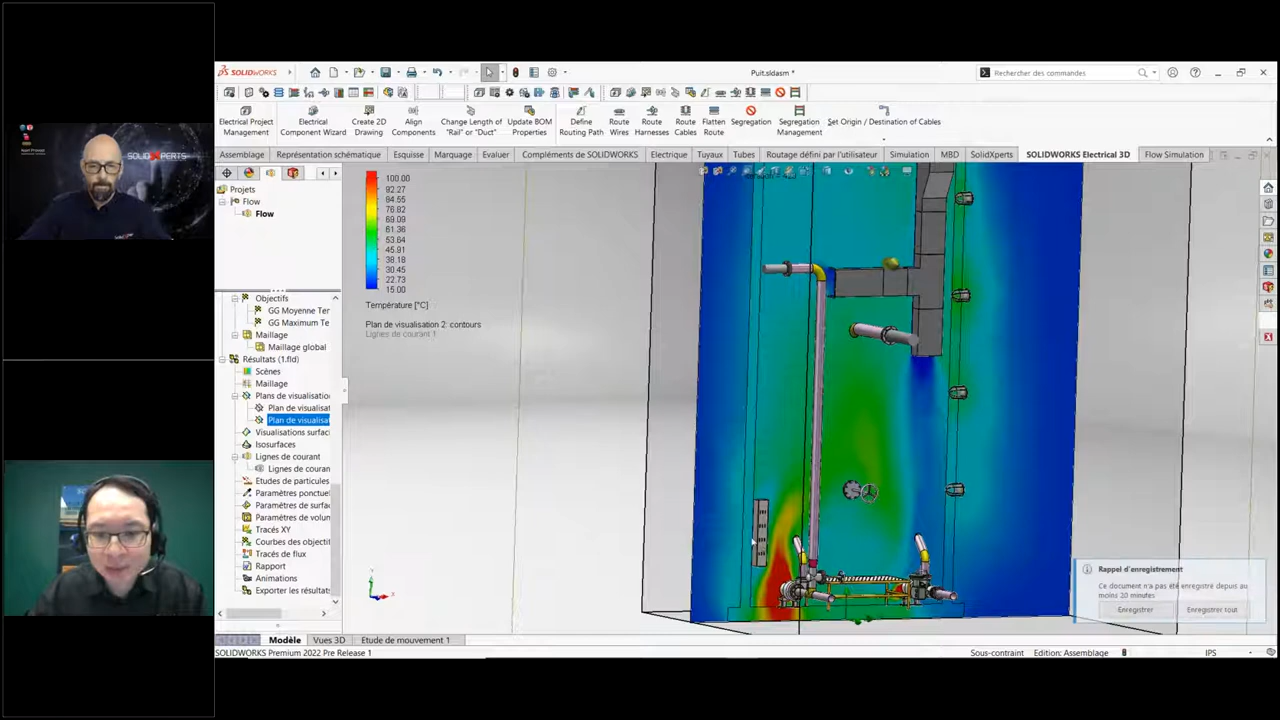 SOLIDXPERTS
SOLIDWORKS
Puit.sldasm *
Rechercher des commandes
Electrical Project Management
Electrical Component Wizard
Create 2D Drawing
Align Components
Change Length of "Rail" or "Duct"
Update BOM Properties
Define Routing Path
Route Wires
Route Harnesses
Route Cables
Flatten Route
Segregation
Segregation Management
Set Origin / Destination of Cables
Assemblage
Représentation schématique
Esquisse
Marquage
Evaluer
Compléments de SOLIDWORKS
Electrique
Tuyaux
Tubes
Routage défini par l'utilisateur
Simulation
MBD
SolidXperts
SOLIDWORKS Electrical 3D
Flow Simulation
Projets
Flow
Flow
Objectifs
GG Moyenne Ter
GG Maximum Te
Maillage
Maillage global
Résultats (1.fld)
Scènes
Maillage
Plans de visualisation
Plan de visualisat
Plan de visualisat
Visualisations surfac
Isosurfaces
Lignes de courant
Lignes de couran
Etudes de particules
Paramètres ponctue
Paramètres de surfa
Paramètres de volun
Tracés XY
Courbes des objecti
Tracés de flux
Rapport
Animations
Exporter les résultats
100.00
92.27
84.55
76.82
69.09
61.36
53.64
45.91
38.18
30.45
22.73
15.00
Température [°C]
Plan de visualisation 2: contours
Lignes de courant 1
Rappel d'enregistrement
Ce document n'a pas été enregistré depuis au
moins 20 minutes
Enregistrer
Enregistrer tout
Modèle
Vues 3D
Etude de mouvement 1
SOLIDWORKS Premium 2022 Pre Release 1
Sous-contraint
Edition: Assemblage
IPS